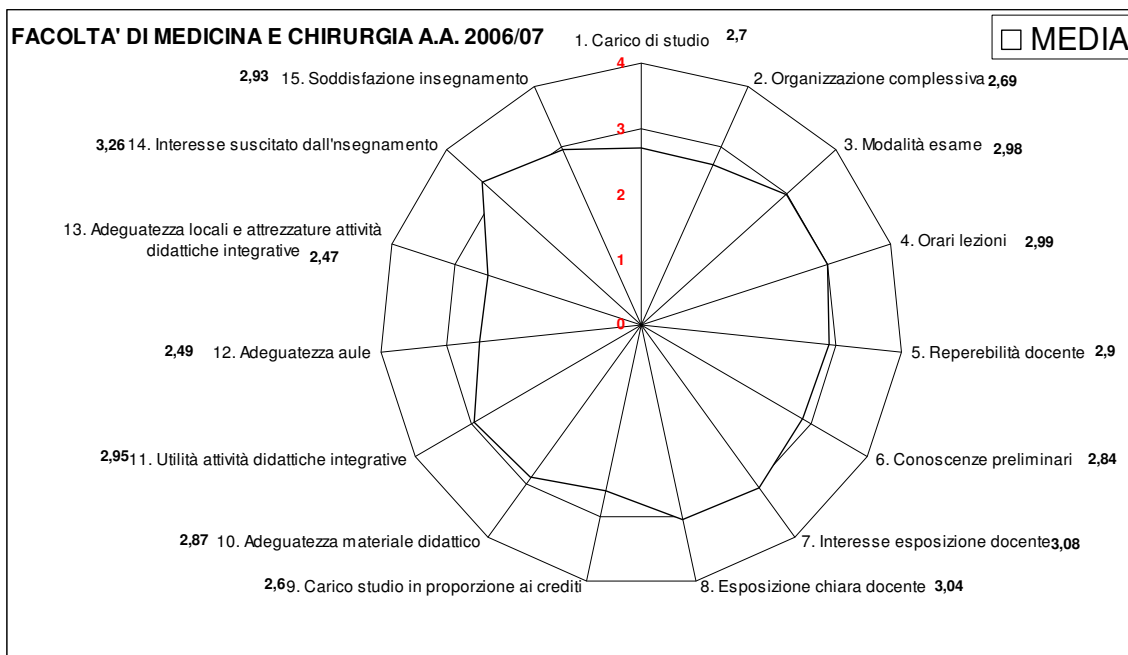 FACOLTA' DI MEDICINA E CHIRURGIA A.A. 2006/07
MEDIA
1. Carico di studio 2,7
2. Organizzazione complessiva 2,69
3. Modalità esame 2,98
4. Orari lezioni 2,99
5. Reperebilità docente 2,9
6. Conoscenze preliminari 2,84
7. Interesse esposizione docente 3,08
8. Esposizione chiara docente 3,04
2,6 9. Carico studio in proporzione ai crediti
2,87 10. Adeguatezza materiale didattico
2,95 11. Utilità attività didattiche integrative
2,49 12. Adeguatezza aule
13. Adeguatezza locali e attrezzature attività
didattiche integrative 2,47
3,26 14. Interesse suscitato dall'nsegnamento
2,93 15. Soddisfazione insegnamento
4
3
2
1
0